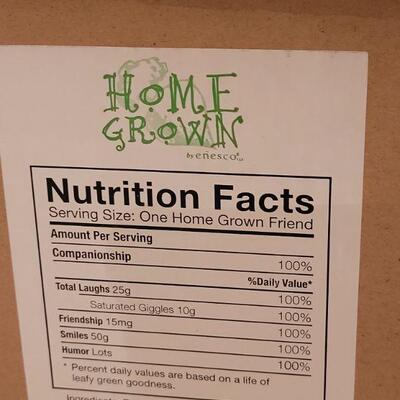 HOME
GROWN
by enesco
Nutrition Facts
Serving Size: One Home Grown Friend
Amount Per Serving
Companionship 100%
%Daily Value*
Total Laughs 25g 100%
Saturated Giggles 10g 100%
Friendship 15mg 100%
Smiles 50g 100%
Humor Lots 100%
* Percent daily values are based on a life of
leafy green goodness.